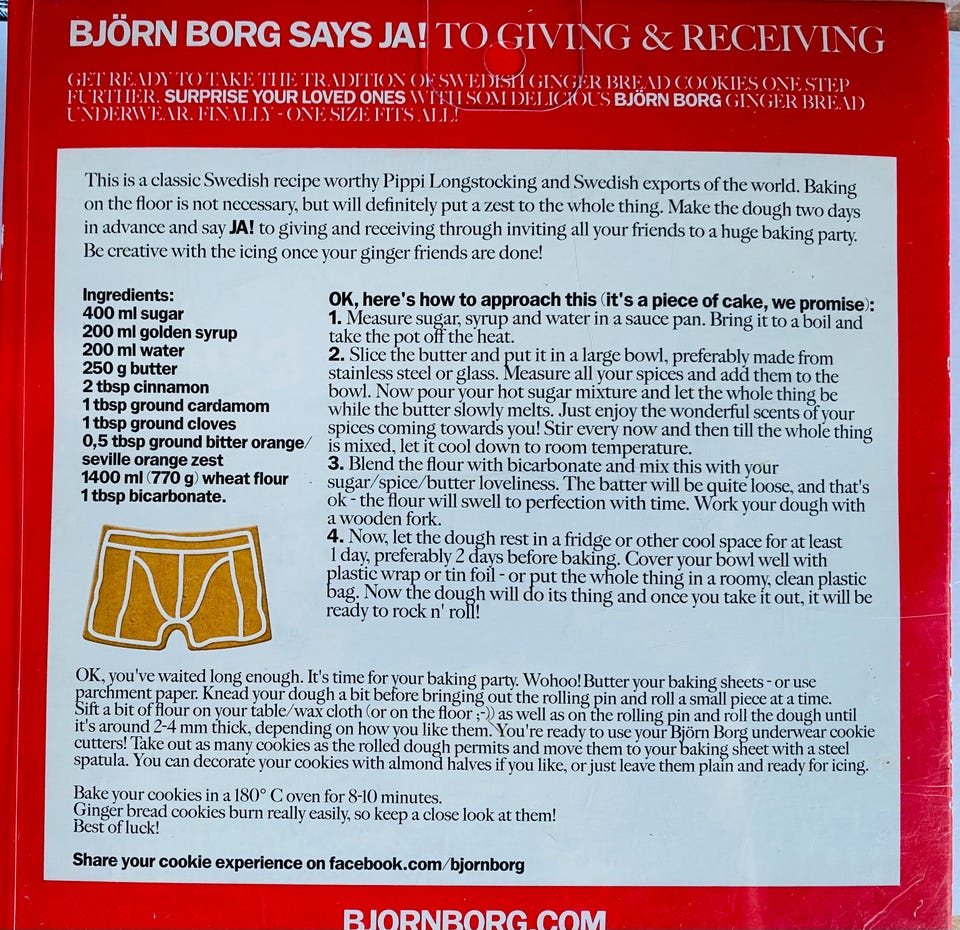 BJÖRN BORG SAYS JA! TO GIVING & RECEIVING
GET READY TO TAKE THE TRADITION OF SWEDISH GINGER BREAD COOKIES ONE STEP
FURTHER. SURPRISE YOUR LOVED ONES WITH SOM DELICIOUS BJÖRN BORG GINGER BREAD
UNDERWEAR. FINALLY - ONE SIZE FITS ALL!
This is a classic Swedish recipe worthy Pippi Longstocking and Swedish exports of the world. Baking
on the floor is not necessary, but will definitely put a zest to the whole thing. Make the dough two days
in advance and say JA! to giving and receiving through inviting all your friends to a huge baking party.
Be creative with the icing once your ginger friends are done!
Ingredients:
400 ml sugar
200 ml golden syrup
200 ml water
250 g butter
2 tbsp cinnamon
1 tbsp ground cardamom
1 tbsp ground cloves
0,5 tbsp ground bitter orange/
seville orange zest
1400 ml (770 g) wheat flour
1 tbsp bicarbonate.
OK, here's how to approach this (it's a piece of cake, we promise):
1. Measure sugar, syrup and water in a sauce pan. Bring it to a boil and
take the pot off the heat.
2. Slice the butter and put it in a large bowl, preferably made from
stainless steel or glass. Measure all your spices and add them to the
bowl. Now pour your hot sugar mixture and let the whole thing be
while the butter slowly melts. Just enjoy the wonderful scents of your
spices coming towards you! Stir every now and then till the whole thing
is mixed, let it cool down to room temperature.
3. Blend the flour with bicarbonate and mix this with your
sugar/spice/butter loveliness. The batter will be quite loose, and that's
ok - the flour will swell to perfection with time. Work your dough with
a wooden fork.
4. Now, let the dough rest in a fridge or other cool space for at least
1 day, preferably 2 days before baking. Cover your bowl well with
plastic wrap or tin foil - or put the whole thing in a roomy, clean plastic
bag. Now the dough will do its thing and once you take it out, it will be
ready to rock n' roll!
OK, you've waited long enough. It's time for your baking party. Wohoo! Butter your baking sheets - or use
parchment paper. Knead your dough a bit before bringing out the rolling pin and roll a small piece at a time.
Sift a bit of flour on your table/wax cloth (or on the floor ;-)) as well as on the rolling pin and roll the dough until
it's around 2-4 mm thick, depending on how you like them. You're ready to use your Björn Borg underwear cookie
cutters! Take out as many cookies as the rolled dough permits and move them to your baking sheet with a steel
spatula. You can decorate your cookies with almond halves if you like, or just leave them plain and ready for icing.
Bake your cookies in a 180° C oven for 8-10 minutes.
Ginger bread cookies burn really easily, so keep a close look at them!
Best of luck!
Share your cookie experience on facebook.com/bjornborg
BJORNBORG.COM